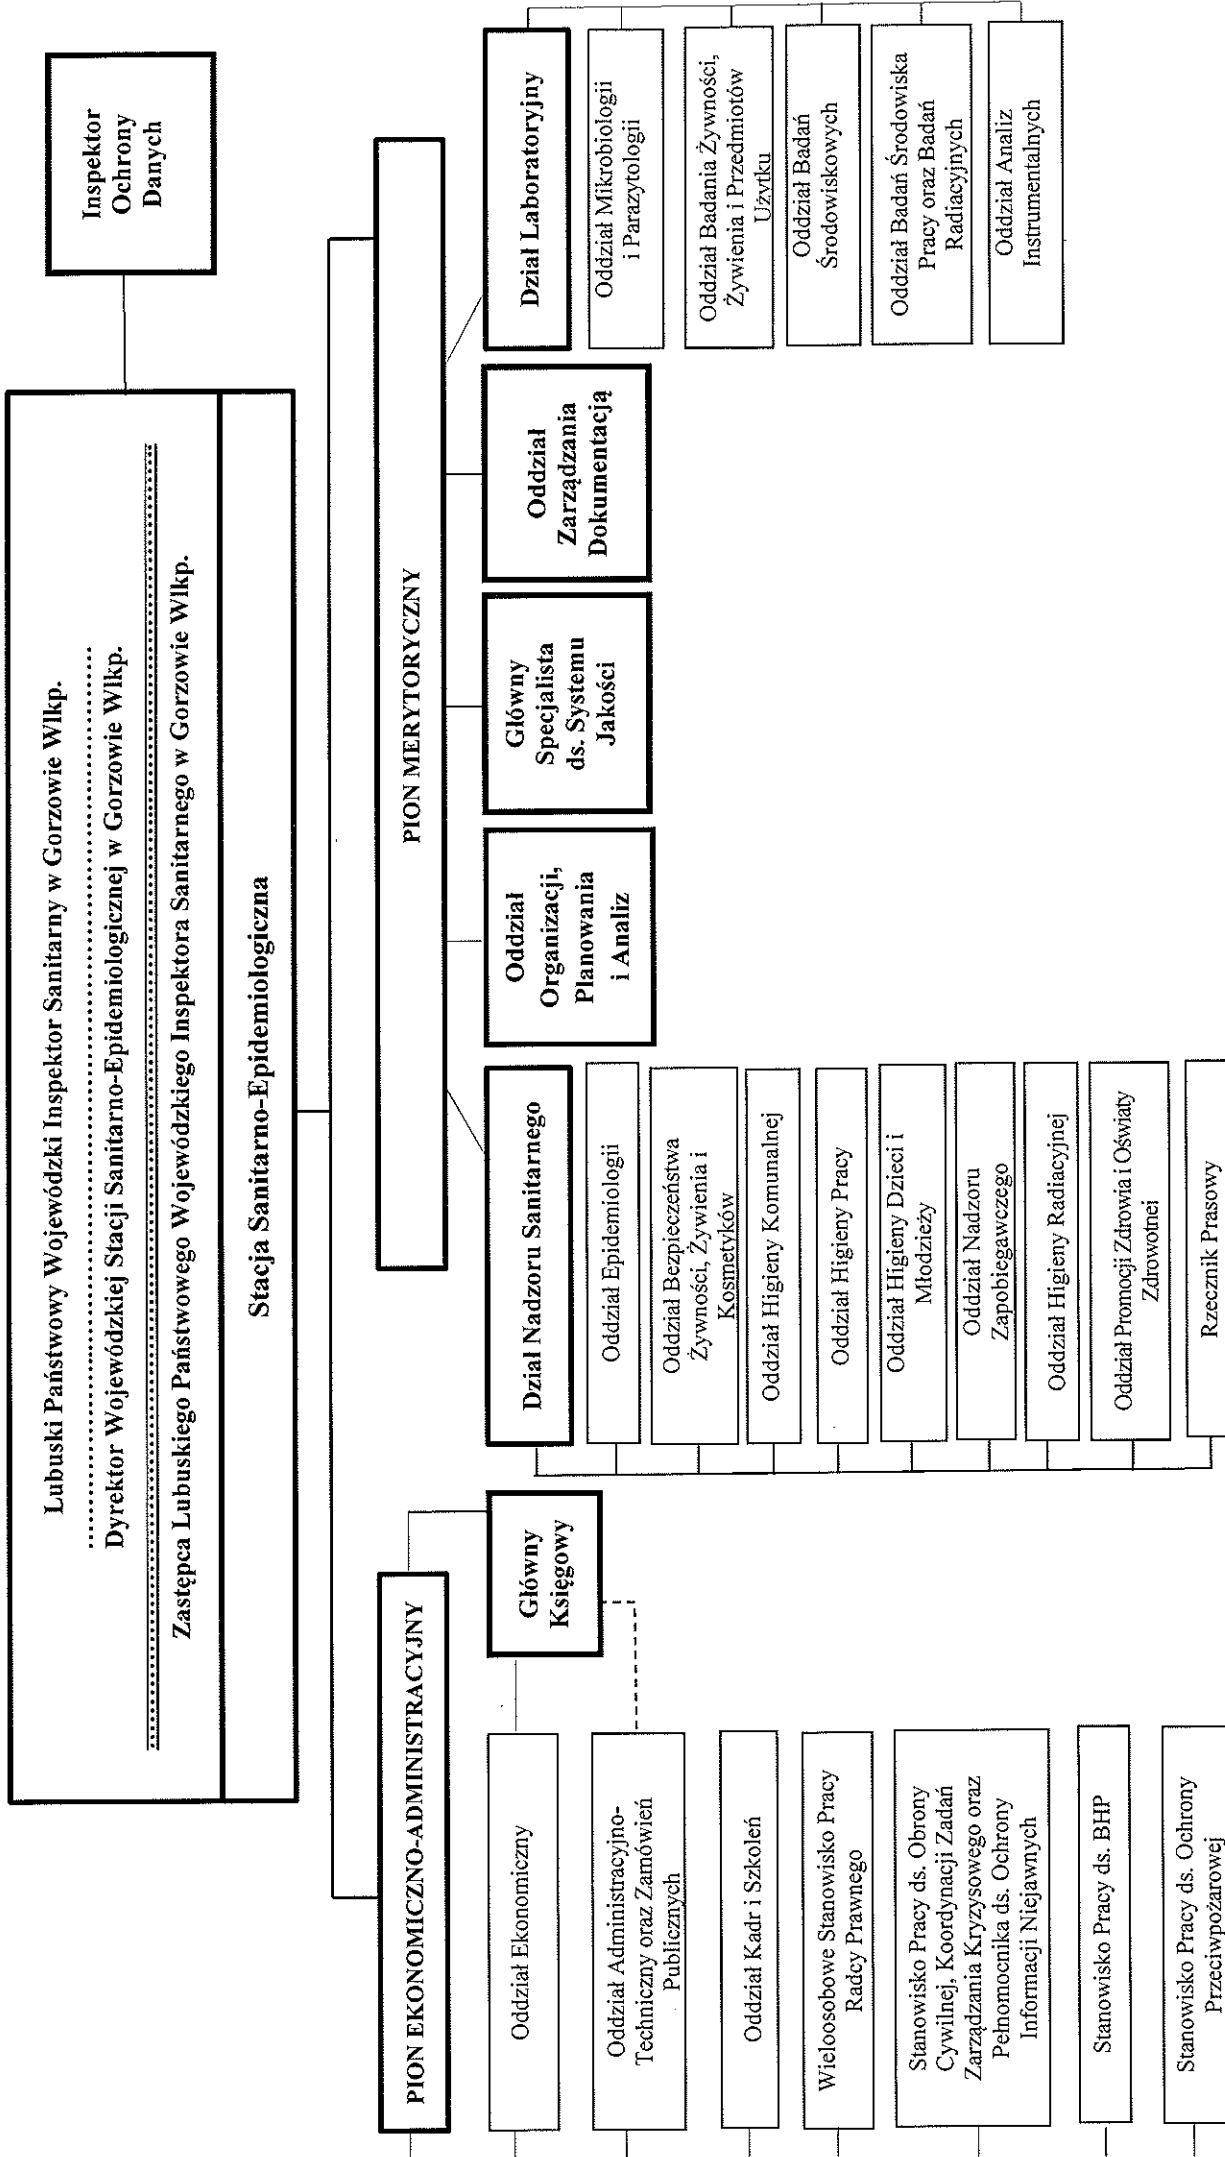 Lubuski Państwowy Wojewódzki Inspektor Sanitarny w Gorzowie Wlkp.
Dyrektor Wojewódzkiej Stacji Sanitarno-Epidemiologicznej w Gorzowie Wlkp.
Zastępca Lubuskiego Państwowego Wojewódzkiego Inspektora Sanitarnego w Gorzowie Wlkp.
Stacja Sanitarno-Epidemiologiczna
Inspektor
Ochrony
Danych
PION EKONOMICZNO-ADMINISTRACYJNY
Główny
Księgowy
Oddział Ekonomiczny
Oddział Administracyjno-
Techniczny oraz Zamówień
Publicznych
Oddział Kadr i Szkoleń
Wieloosobowe Stanowisko Pracy
Radcy Prawnego
Stanowisko Pracy ds. Obrony
Cywilnej, Koordynacji Zadań
Zarządzania Kryzysowego oraz
Pełnomocnika ds. Ochrony
Informacji Niejawnych
Stanowisko Pracy ds. BHP
Stanowisko Pracy ds. Ochrony
Przeciwpożarowej
PION MERYTORYCZNY
Dział Nadzoru Sanitarnego
Oddział Epidemiologii
Oddział Bezpieczeństwa
Żywności, Żywienia i
Kosmetyków
Oddział Higieny Komunalnej
Oddział Higieny Pracy
Oddział Higieny Dzieci i
Młodzieży
Oddział Nadzoru
Zapobiegawczego
Oddział Higieny Radiacyjnej
Oddział Promocji Zdrowia i Oświaty
Zdrowotnej
Rzecznik Prasowy
Oddział
Organizacji,
Planowania
i Analiz
Główny
Specjalista
ds. Systemu
Jakości
Oddział
Zarządzania
Dokumentacją
Dział Laboratoryjny
Oddział Mikrobiologii
i Parazytologii
Oddział Badania Żywności,
Żywienia i Przedmiotów
Użytku
Oddział Badań
Środowiskowych
Oddział Badań Środowiska
Pracy oraz Badań
Radiacyjnych
Oddział Analiz
Instrumentalnych